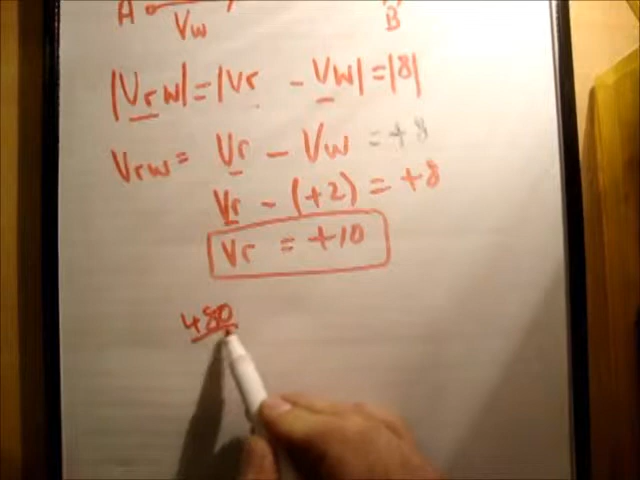 A Vw B
|Vrw| = |Vr - Vw| = |8|
Vrw = Vr - Vw = +8
Vr - (+2) = +8
Vr = +10
480